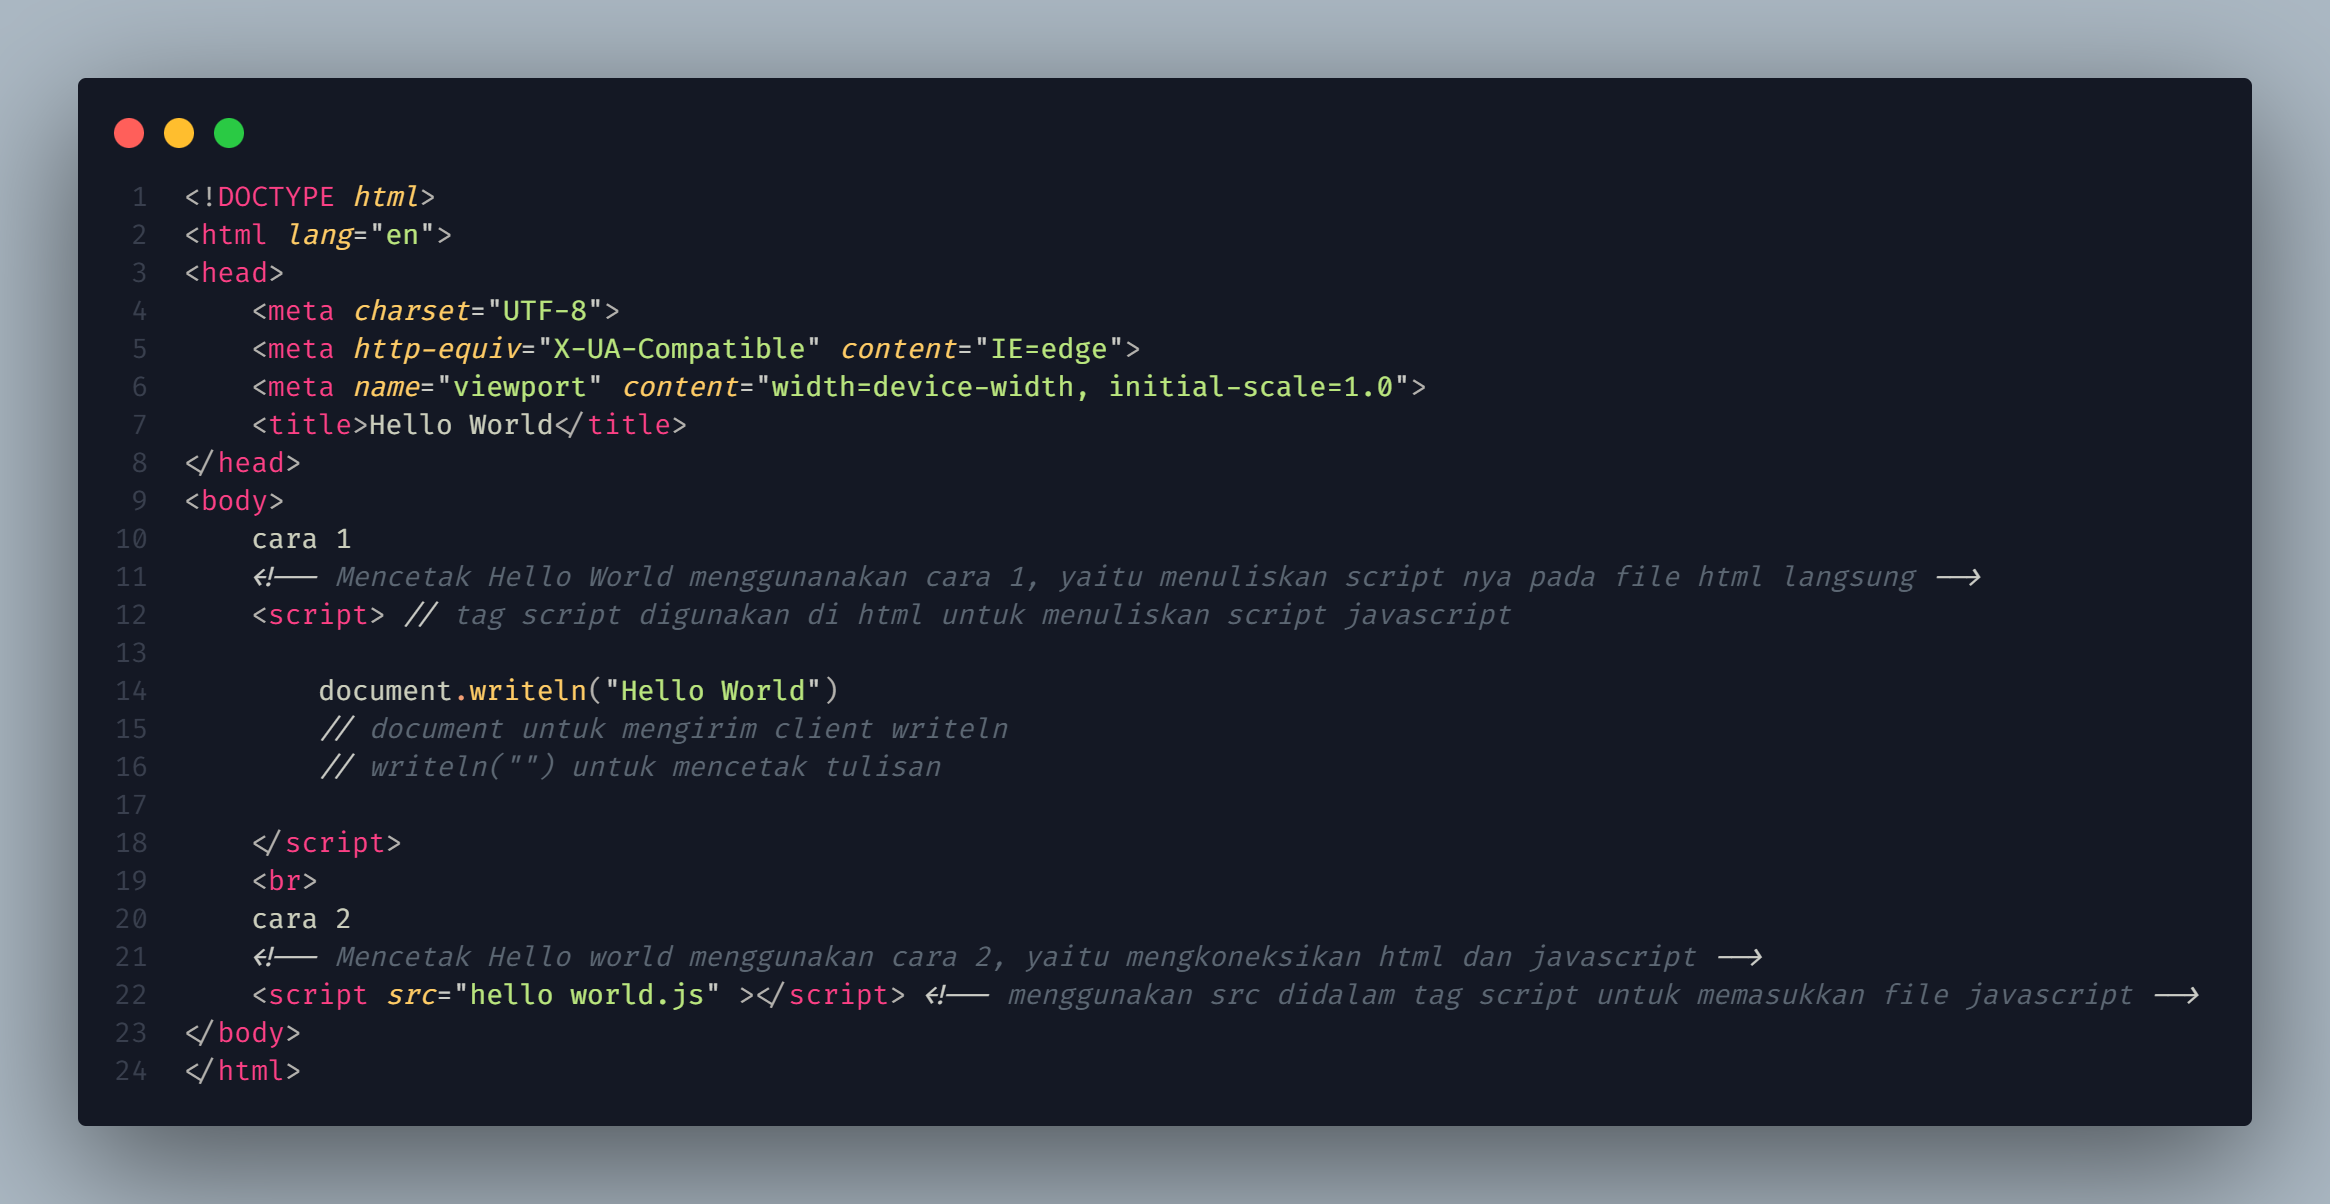 1 <!DOCTYPE html>
2 <html lang="en">
3 <head>
4     <meta charset="UTF-8">
5     <meta http-equiv="X-UA-Compatible" content="IE=edge">
6     <meta name="viewport" content="width=device-width, initial-scale=1.0">
7     <title>Hello World</title>
8 </head>
9 <body>
10     cara 1
11     <!-- Mencetak Hello World menggunanakan cara 1, yaitu menuliskan script nya pada file html langsung -->
12     <script> // tag script digunakan di html untuk menuliskan script javascript
13
14         document.writeln("Hello World")
15         // document untuk mengirim client writeln
16         // writeln("") untuk mencetak tulisan
17
18     </script>
19     <br>
20     cara 2
21     <!-- Mencetak Hello world menggunakan cara 2, yaitu mengkoneksikan html dan javascript -->
22     <script src="hello world.js" ></script> <!-- menggunakan src didalam tag script untuk memasukkan file javascript -->
23 </body>
24 </html>